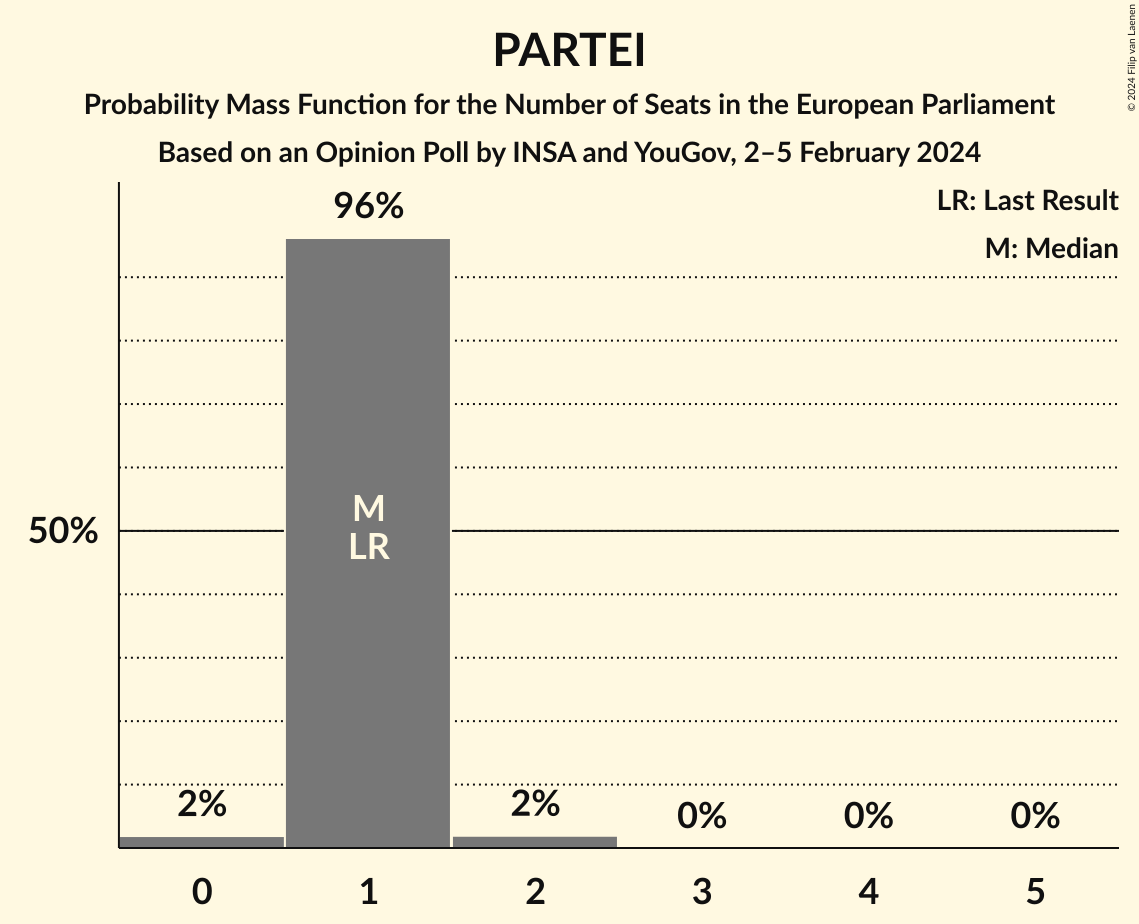 PARTEI
Probability Mass Function for the Number of Seats in the European Parliament
Based on an Opinion Poll by INSA and YouGov, 2–5 February 2024
© 2024 Filip van Laenen
LR: Last Result
M: Median
96%
M
LR
50%
2%
2%
0%
0%
0%
0
1
2
3
4
5